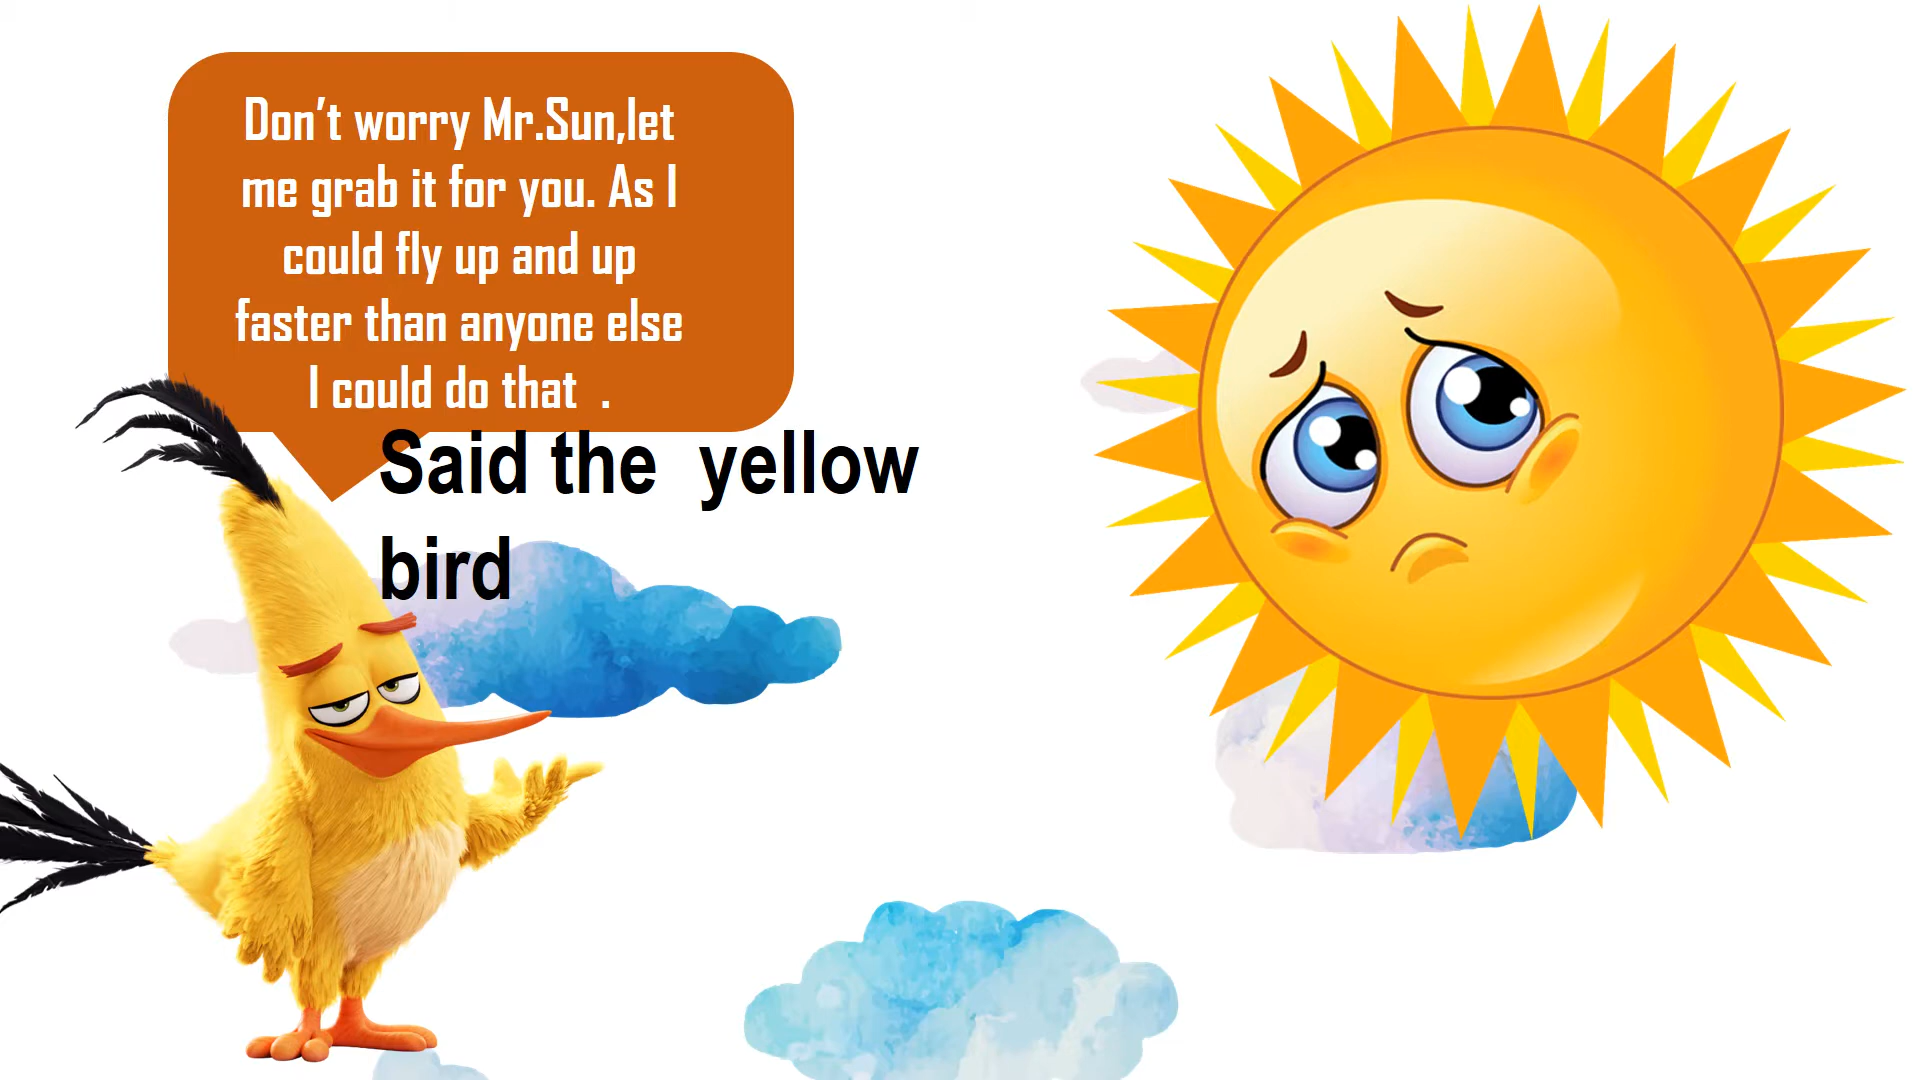 Don't worry Mr.Sun,let
me grab it for you. As I
could fly up and up
faster than anyone else
I could do that  .
Said the  yellow
bird